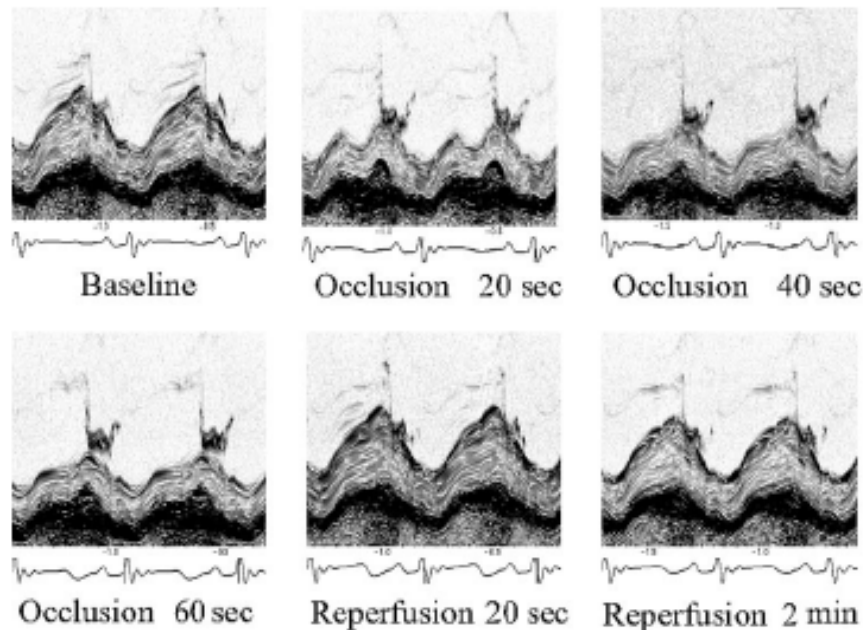 Baseline
Occlusion 20 sec
Occlusion 40 sec
Occlusion 60 sec
Reperfusion 20 sec
Reperfusion 2 min